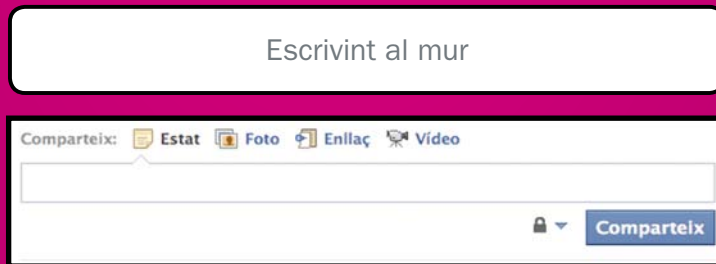 Escrivint al mur
Comparteix: Estat Foto Enllaç Vídeo
Comparteix